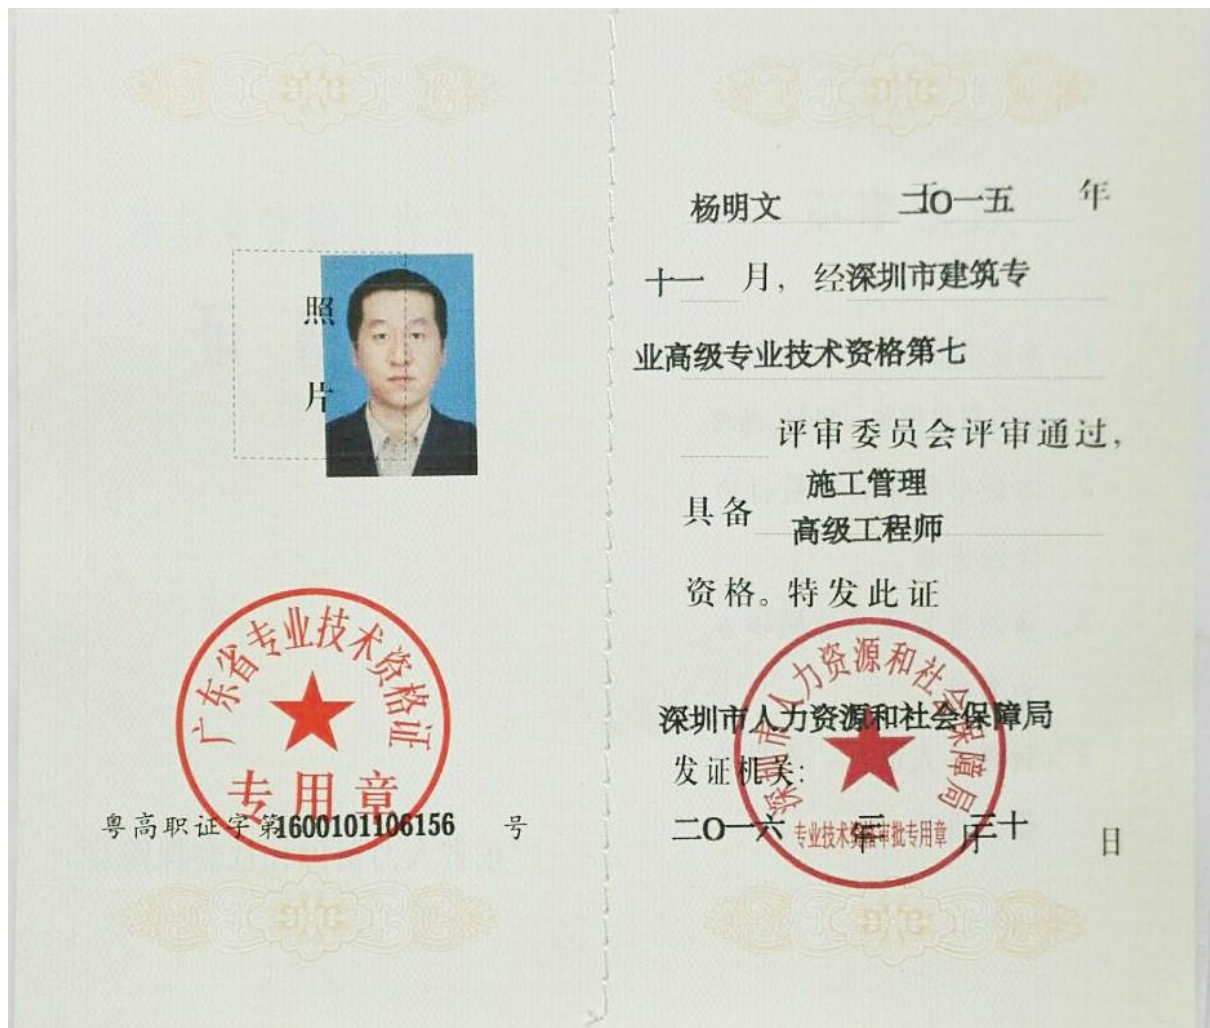 照
片
广东省专业技术资格证
专用章
粤高职证字第1600101106156 号
杨明文 二〇一五 年
十一 月，经深圳市建筑专
业高级专业技术资格第七
评审委员会评审通过，
施工管理
具备
高级工程师
资格。特发此证
深圳市人力资源和社会保障局
深圳市人力资源和社会保障局
发证机关：
二〇一六 年 三 月 三十 日
专业技术资格审批专用章